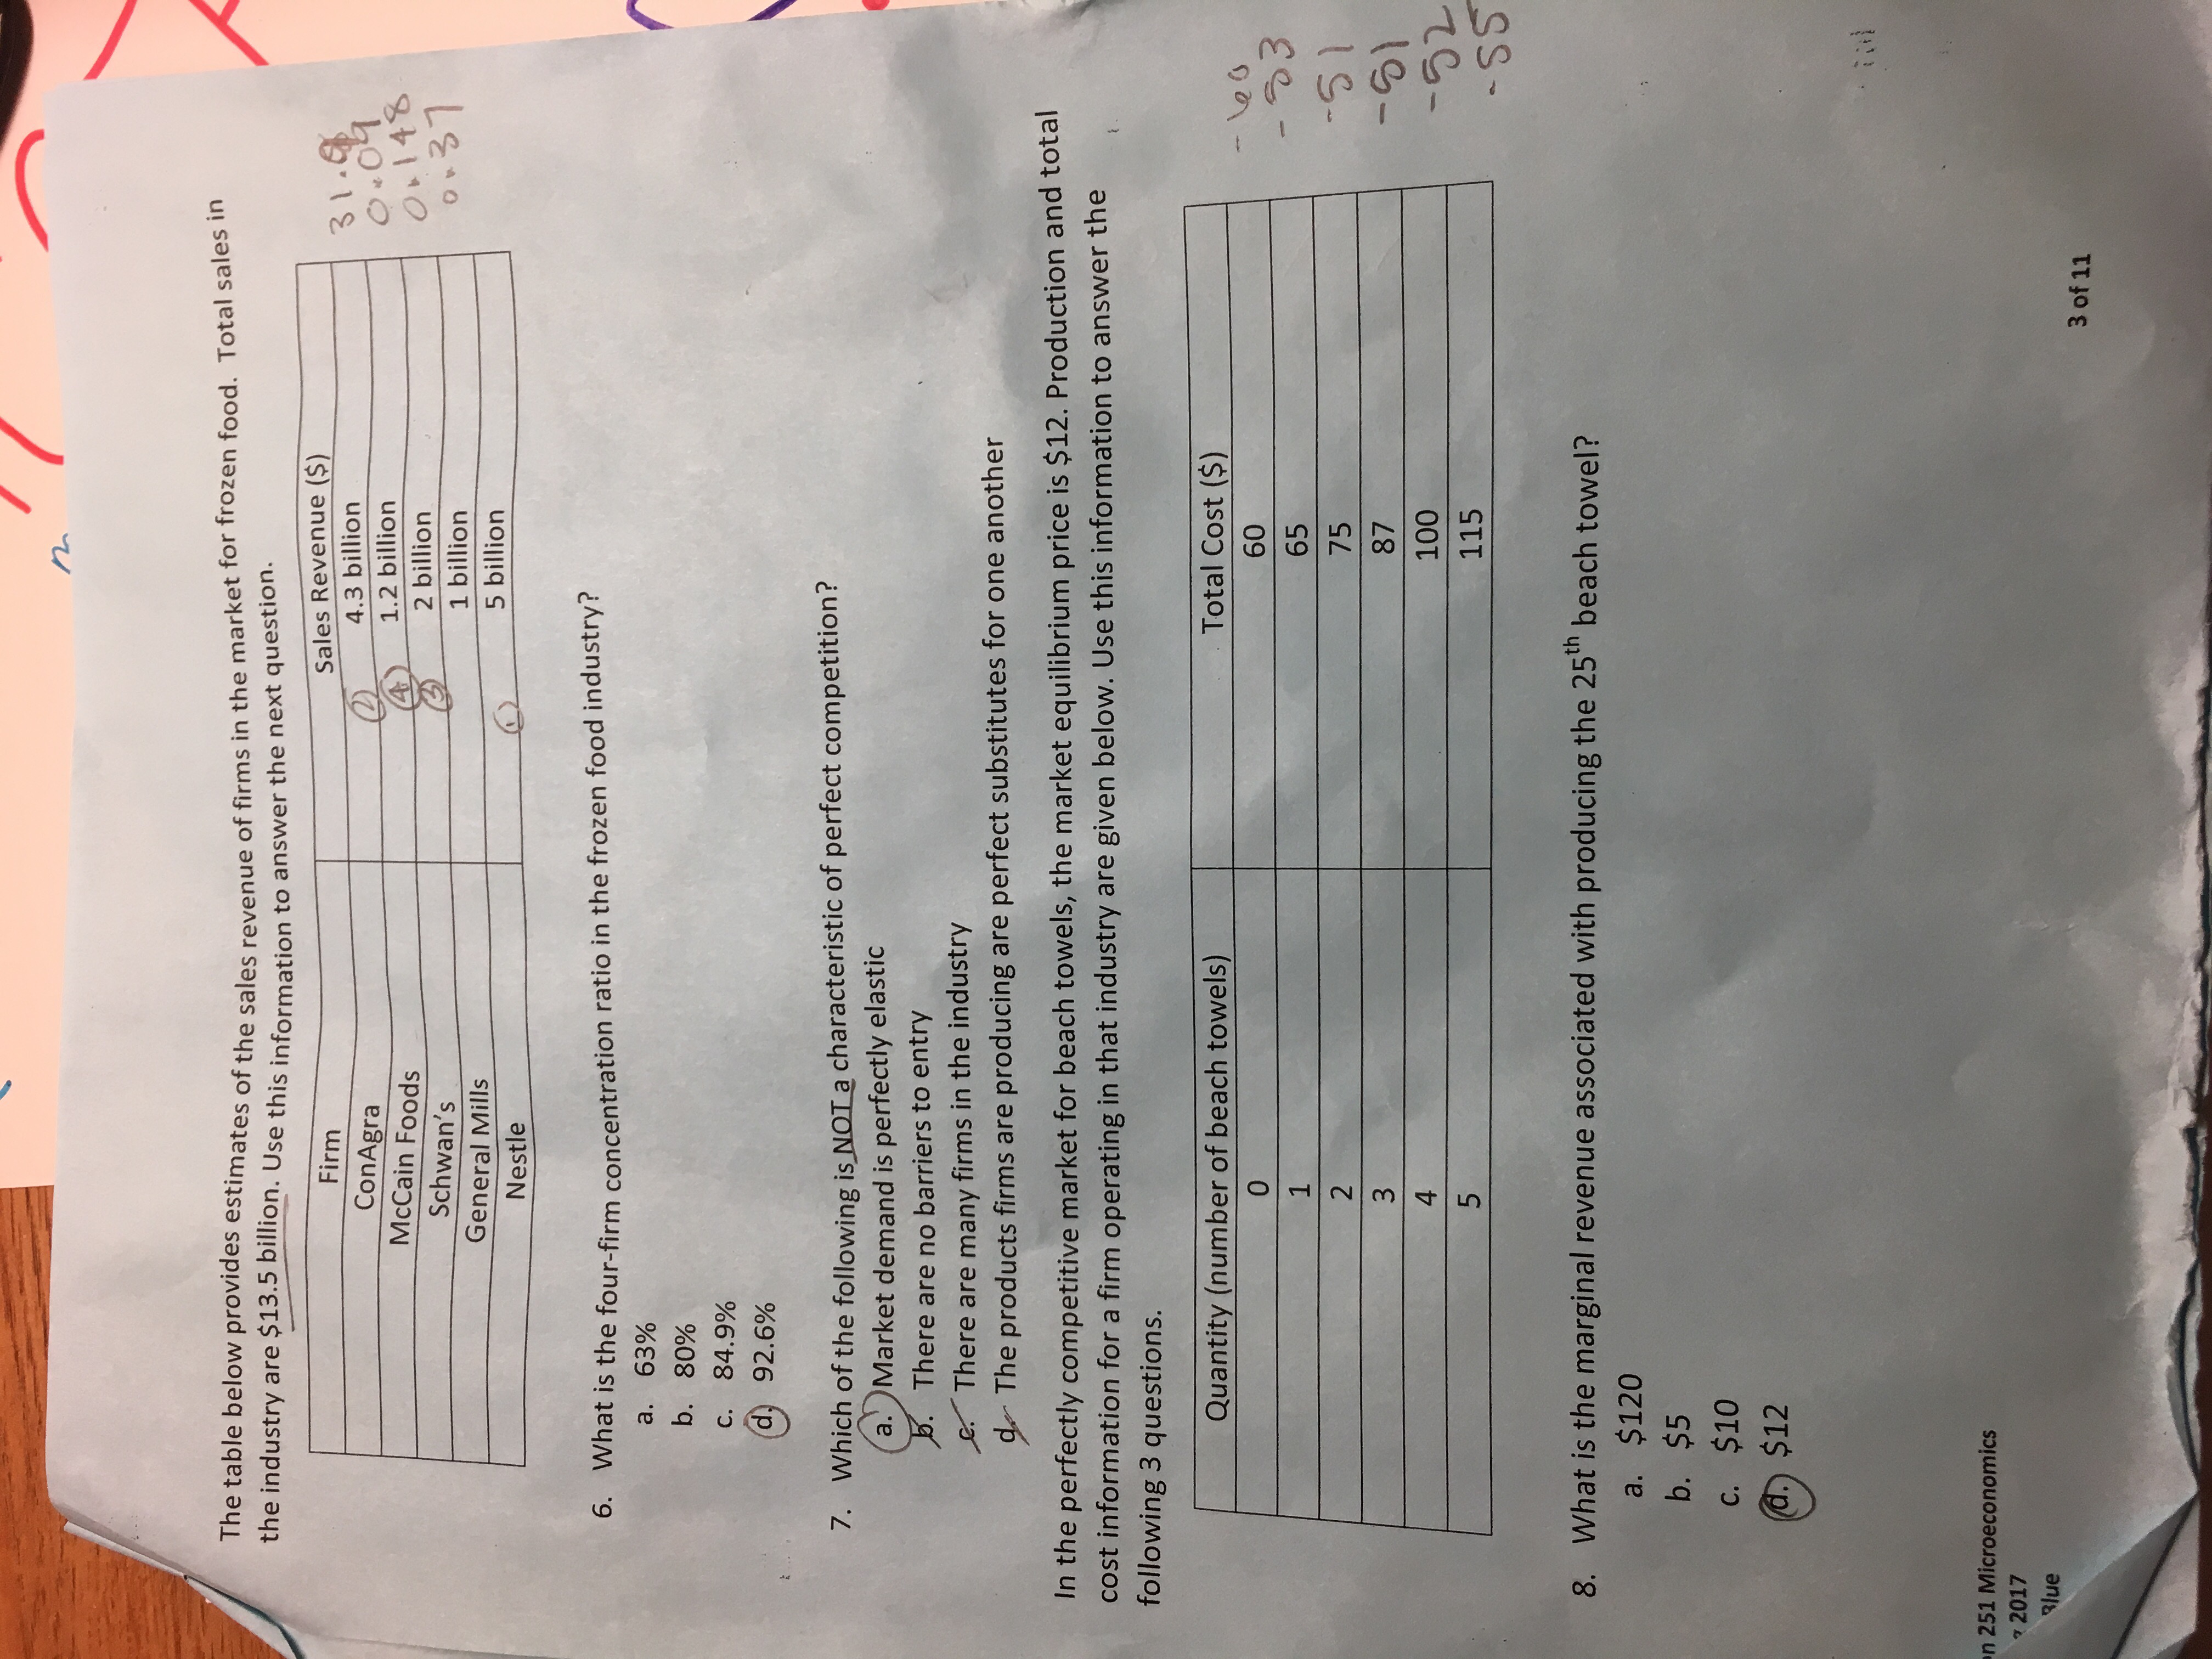 The table below provides estimates of the sales revenue of firms in the market for frozen food. Total sales in
the industry are $13.5 billion. Use this information to answer the next question.
Firm Sales Revenue ($)
ConAgra ② 4.3 billion
McCain Foods ④ 1.2 billion
Schwan's ③ 2 billion
General Mills 1 billion
Nestle ① 5 billion
0.09
0.148
0.37
6. What is the four-firm concentration ratio in the frozen food industry?
a. 63%
b. 80%
c. 84.9%
d. 92.6%
7. Which of the following is NOT a characteristic of perfect competition?
a. Market demand is perfectly elastic
b. There are no barriers to entry
c. There are many firms in the industry
d. The products firms are producing are perfect substitutes for one another
In the perfectly competitive market for beach towels, the market equilibrium price is $12. Production and total
cost information for a firm operating in that industry are given below. Use this information to answer the
following 3 questions.
Quantity (number of beach towels) Total Cost ($)
0 60 -60
1 65 -53
2 75 -51
3 87 -51
4 100 -52
5 115 -55
8. What is the marginal revenue associated with producing the 25th beach towel?
a. $120
b. $5
c. $10
d. $12
n 251 Microeconomics
2017
Blue
3 of 11